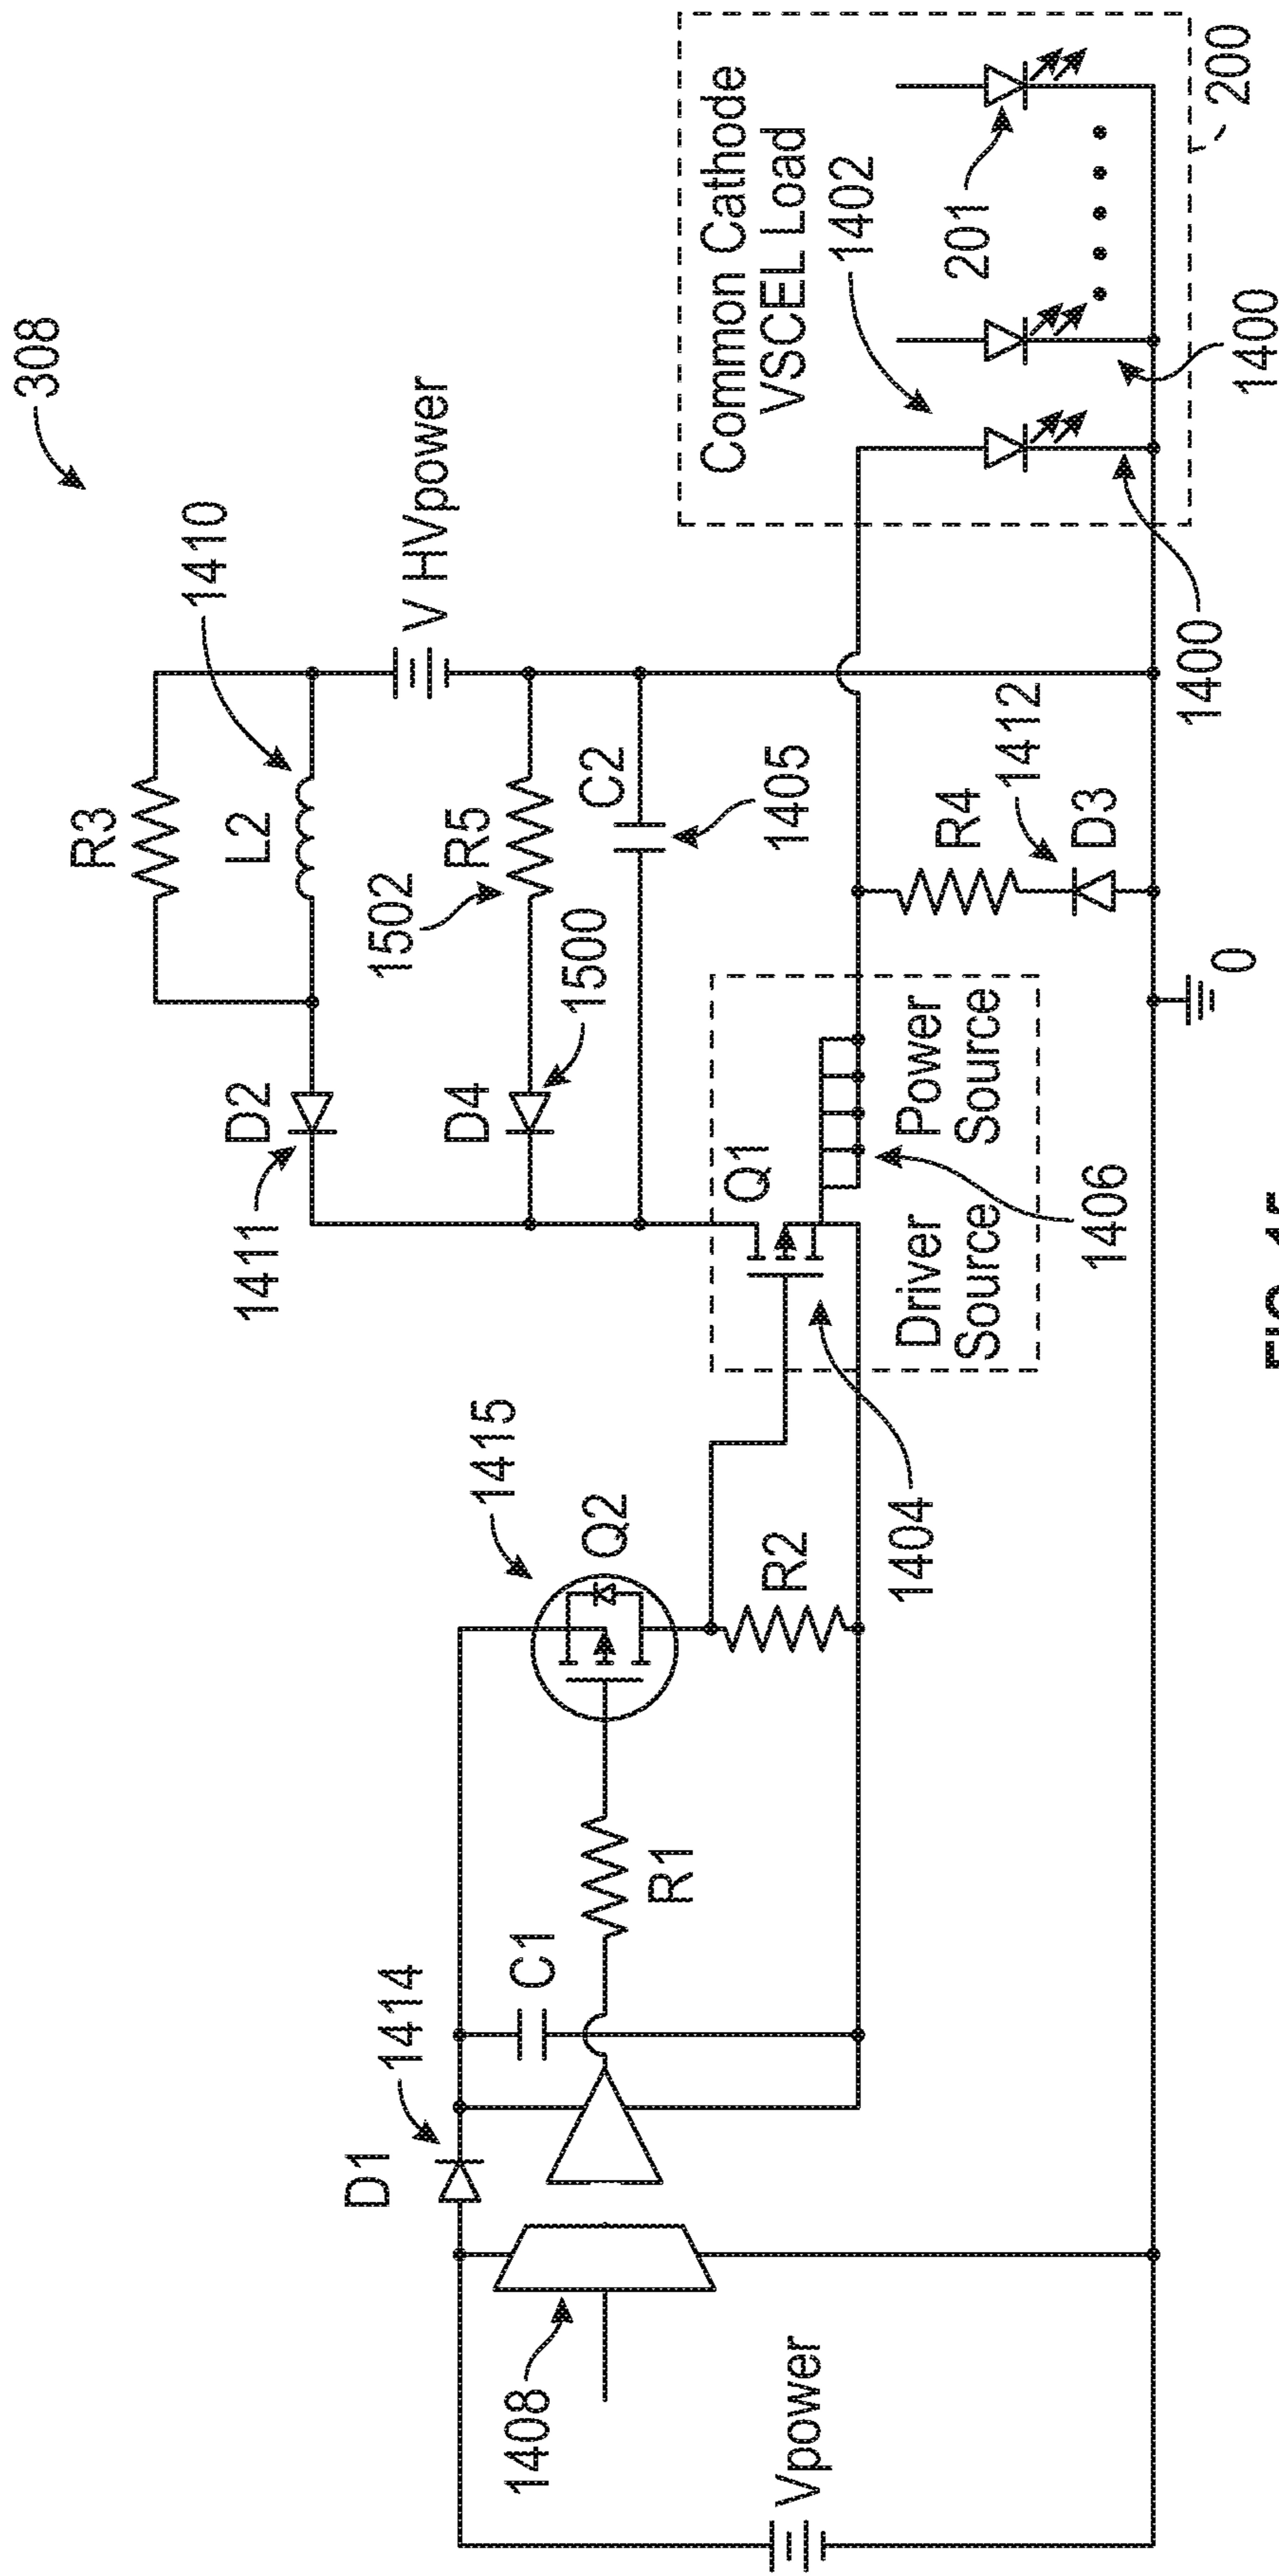 308
R3
1410
L2
V HVpower
D2
1411
1502
R5
1500
D4
C2
1405
Common Cathode
VSCEL Load
1402
201
1400
1400
200
1412
R4
D3
Q1
Driver
Source
Power
Source
1406
0
1415
Q2
R2
1404
1414
D1
C1
R1
1408
Vpower